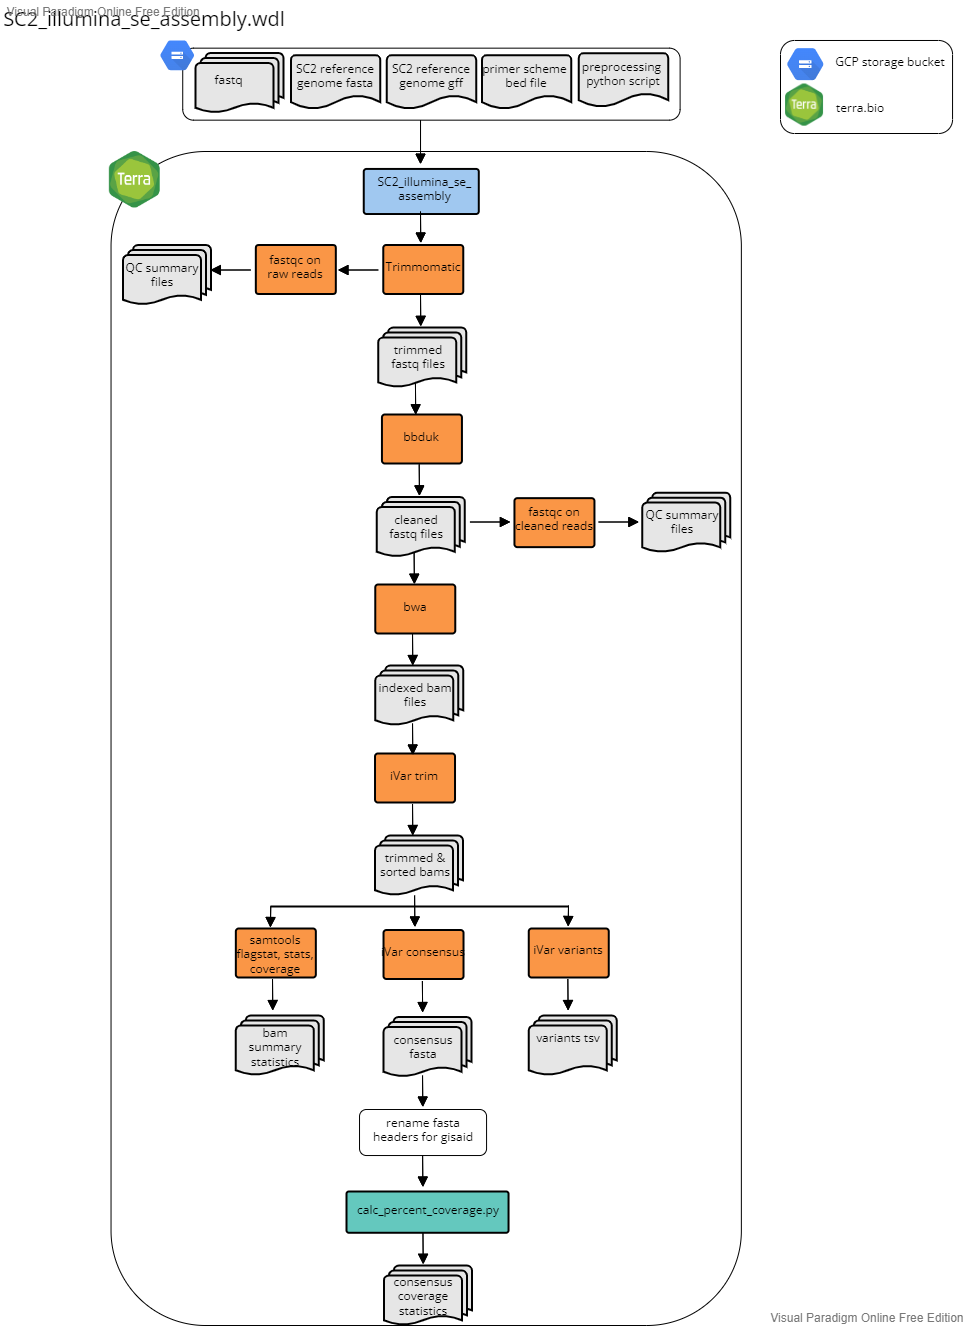 Visual Paradigm Online Free Edition
SC2_illumina_se_assembly.wdl
fastq
SC2 reference
genome fasta
SC2 reference
genome gff
primer scheme
bed file
preprocessing
python script
GCP storage bucket
Terra
terra.bio
Terra
SC2_illumina_se_
assembly
QC summary
files
fastqc on
raw reads
Trimmomatic
trimmed
fastq files
bbduk
cleaned
fastq files
fastqc on
cleaned reads
QC summary
files
bwa
indexed bam
files
iVar trim
trimmed &
sorted bams
samtools
flagstat, stats,
coverage
iVar consensus
iVar variants
bam
summary
statistics
consensus
fasta
variants tsv
rename fasta
headers for gisaid
calc_percent_coverage.py
consensus
coverage
statistics
Visual Paradigm Online Free Edition